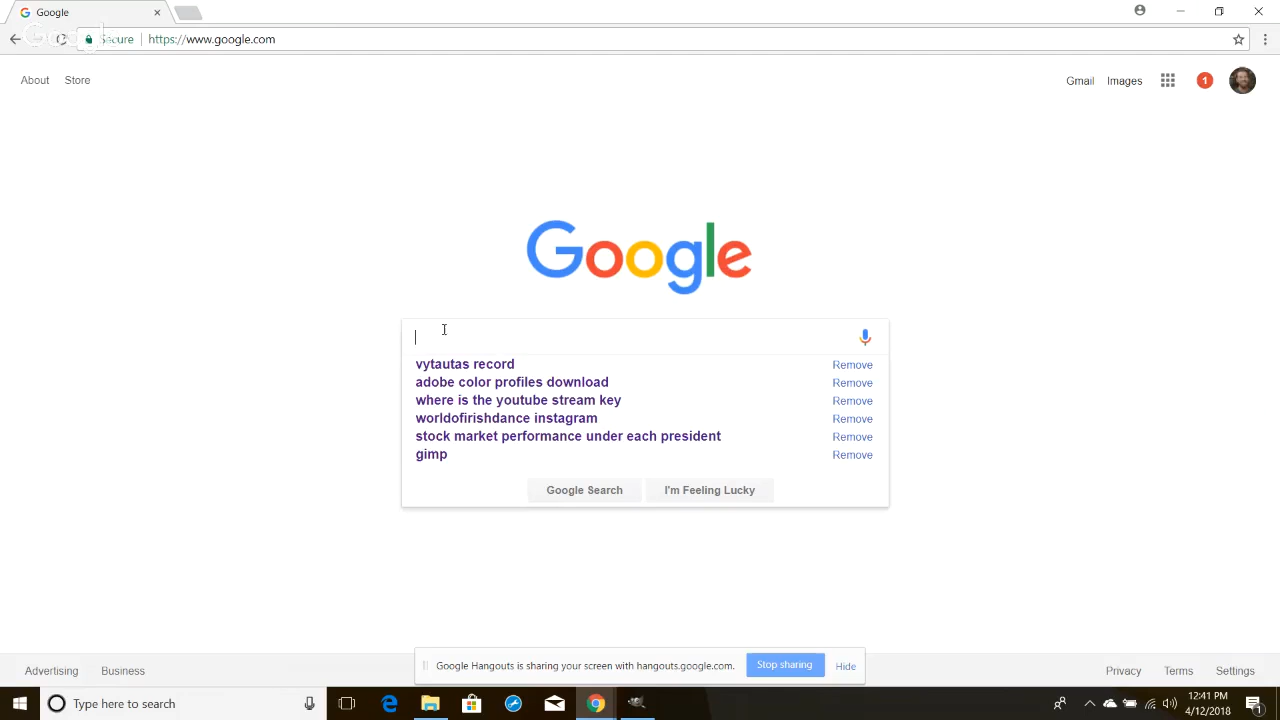 Google
Secure
https://www.google.com
About
Store
Gmail
Images
1
Google
vytautas record
Remove
adobe color profiles download
Remove
where is the youtube stream key
Remove
worldofirishdance instagram
Remove
stock market performance under each president
Remove
gimp
Remove
Google Search
I'm Feeling Lucky
Google Hangouts is sharing your screen with hangouts.google.com.
Stop sharing
Hide
Advertising
Business
Privacy
Terms
Settings
Type here to search
12:41 PM
4/12/2018
1